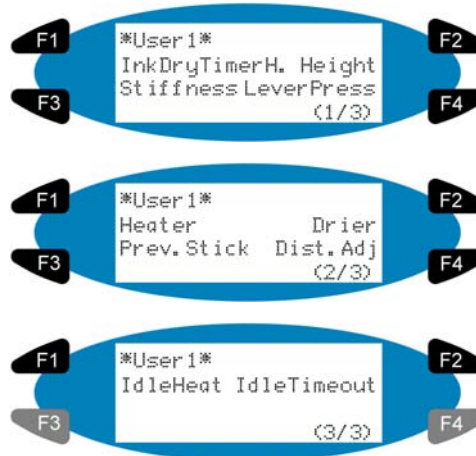 F1 F2
*User1*
InkDryTimerH. Height
Stiffness LeverPress
F3 F4
(1/3)
F1 F2
*User1*
Heater Drier
Prev.Stick Dist.Adj
F3 F4
(2/3)
F1 F2
*User1*
IdleHeat IdleTimeout
F3 F4
(3/3)